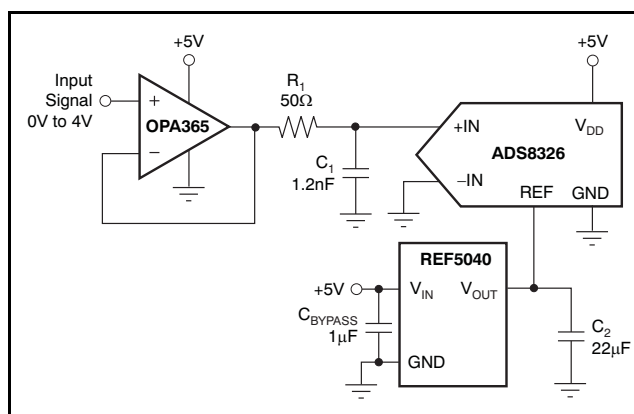 +5V
Input
Signal
0V to 4V
+
−
OPA365
R1
50Ω
C1
1.2nF
+5V
+IN
VDD
ADS8326
−IN
REF
GND
REF5040
+5V
VIN
VOUT
CBYPASS
1μF
GND
C2
22μF